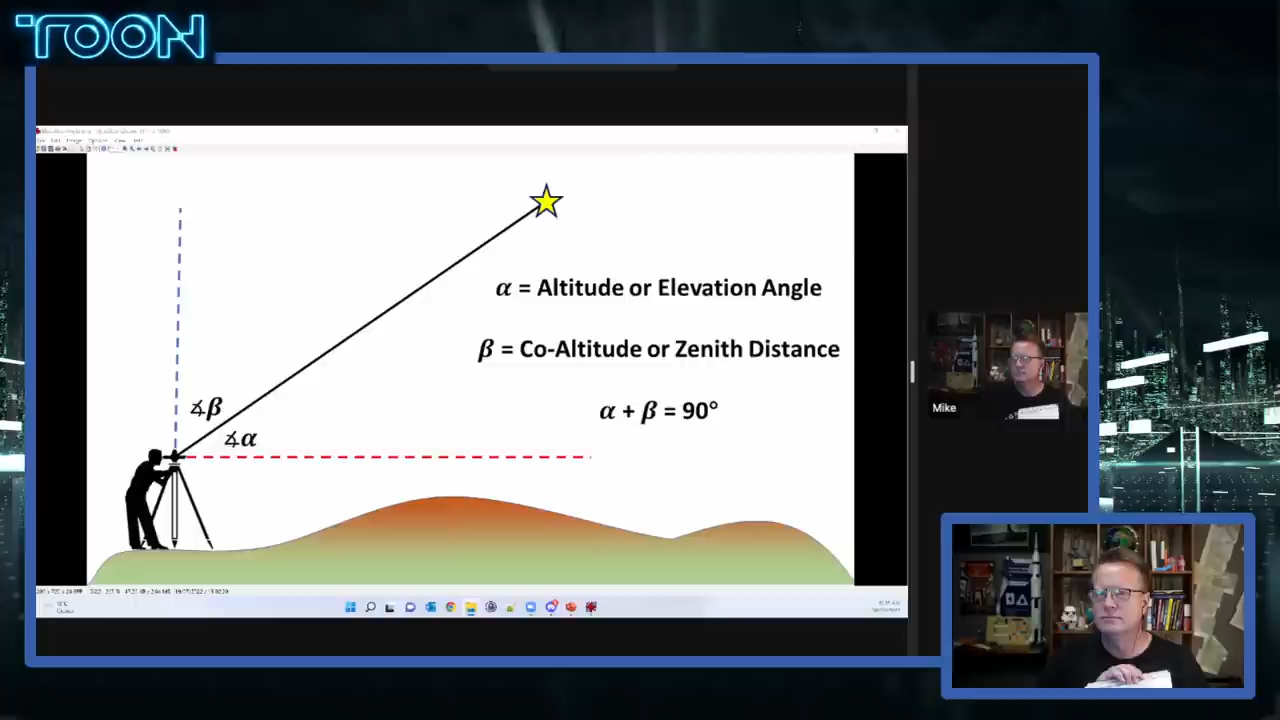 TOON
α = Altitude or Elevation Angle
β = Co-Altitude or Zenith Distance
∡β
α + β = 90°
∡α
Mike